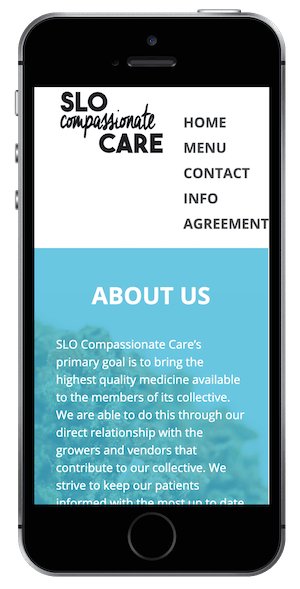 SLO
compassionate
CARE
HOME
MENU
CONTACT
INFO
AGREEMENT
ABOUT US
SLO Compassionate Care's
primary goal is to bring the
highest quality medicine available
to the members of its collective.
We are able to do this through our
direct relationship with the
growers and vendors that
contribute to our collective. We
strive to keep our patients
informed with the most up to date